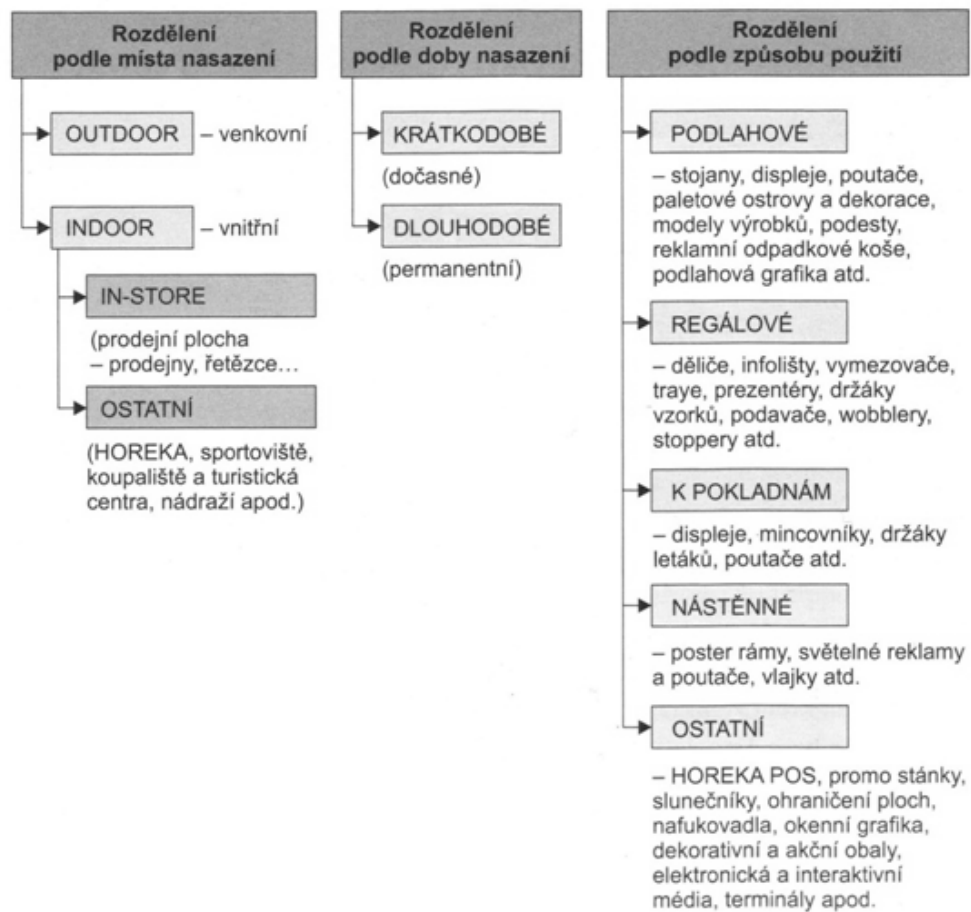 Rozdělení
podle místa nasazení
OUTDOOR – venkovní
INDOOR – vnitřní
IN-STORE
(prodejní plocha
– prodejny, řetězce…
OSTATNÍ
(HOREKA, sportoviště,
koupaliště a turistická
centra, nádraží apod.)
Rozdělení
podle doby nasazení
KRÁTKODOBÉ
(dočasné)
DLOUHODOBÉ
(permanentní)
Rozdělení
podle způsobu použití
PODLAHOVÉ
– stojany, displeje, poutače,
paletové ostrovy a dekorace,
modely výrobků, podesty,
reklamní odpadkové koše,
podlahová grafika atd.
REGÁLOVÉ
– děliče, infolišty, vymezovače,
traye, prezentéry, držáky
vzorků, podavače, wobblery,
stoppery atd.
K POKLADNÁM
– displeje, mincovníky, držáky
letáků, poutače atd.
NÁSTĚNNÉ
– poster rámy, světelné reklamy
a poutače, vlajky atd.
OSTATNÍ
– HOREKA POS, promo stánky,
slunečníky, ohraničení ploch,
nafukovadla, okenní grafika,
dekorativní a akční obaly,
elektronická a interaktivní
média, terminály apod.